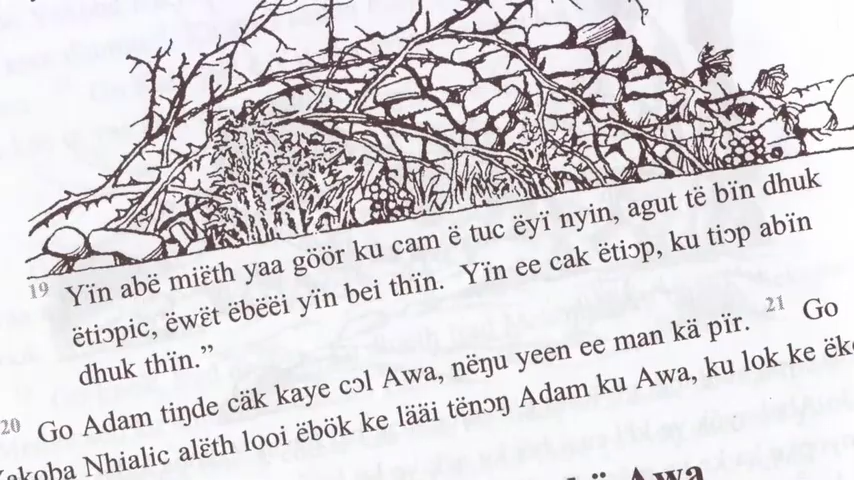 19 Yïn abë miëth yaa göör ku cam ë tuc ëyï nyin, agut të bïn dhuk
ëtiɔpic, ëwët ëbëëi yïn bei thïn. Yïn ee cak ëtiɔp, ku tiɔp abïn
dhuk thïn.”
20 Go Adam tiŋde cäk kaye cɔl Awa, nëŋu yeen ee man kä pïr. 21 Go
Yakoba Nhialic alëth looi ëbök ke lääi tënɔŋ Adam ku Awa, ku lok ke
Awa